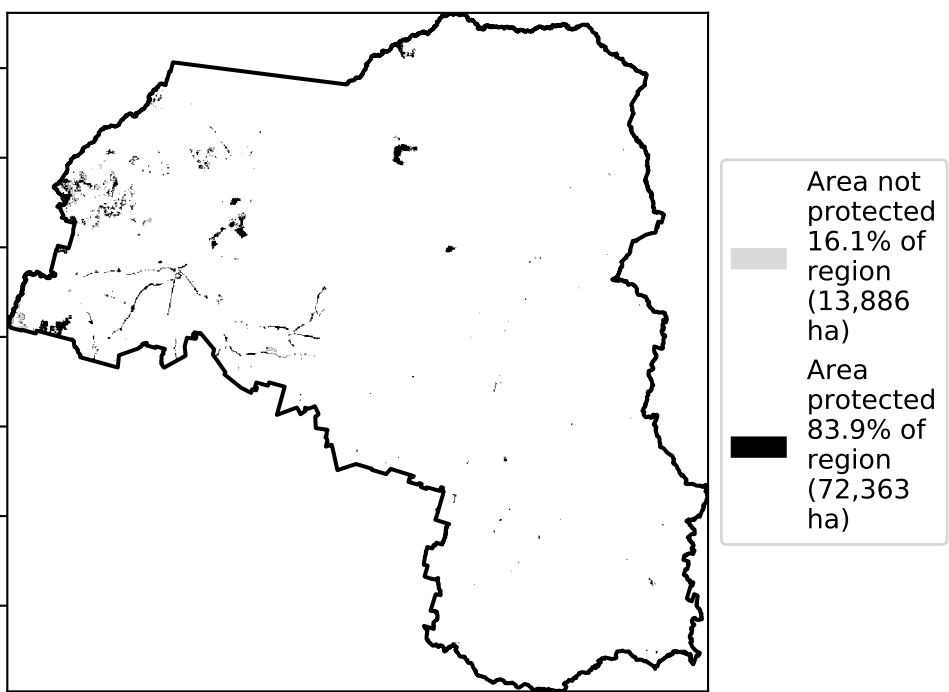 Area not
protected
16.1% of
region
(13,886
ha)
Area
protected
83.9% of
region
(72,363
ha)